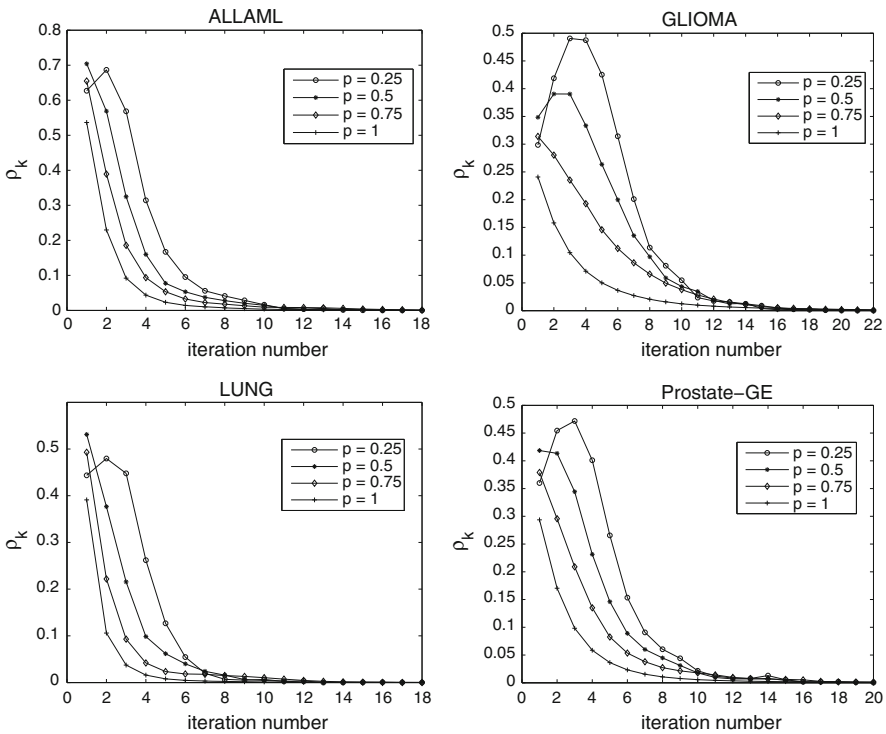 ALLAML
0.8
0.7
0.6
0.5
0.4
0.3
0.2
0.1
0
ρk
p = 0.25
p = 0.5
p = 0.75
p = 1
0 2 4 6 8 10 12 14 16 18
iteration number
GLIOMA
0.5
0.45
0.4
0.35
0.3
0.25
0.2
0.15
0.1
0.05
0
ρk
p = 0.25
p = 0.5
p = 0.75
p = 1
0 2 4 6 8 10 12 14 16 18 20 22
iteration number
LUNG
0.5
0.4
0.3
0.2
0.1
0
ρk
p = 0.25
p = 0.5
p = 0.75
p = 1
0 2 4 6 8 10 12 14 16 18
iteration number
Prostate−GE
0.5
0.45
0.4
0.35
0.3
0.25
0.2
0.15
0.1
0.05
0
ρk
p = 0.25
p = 0.5
p = 0.75
p = 1
0 2 4 6 8 10 12 14 16 18 20
iteration number